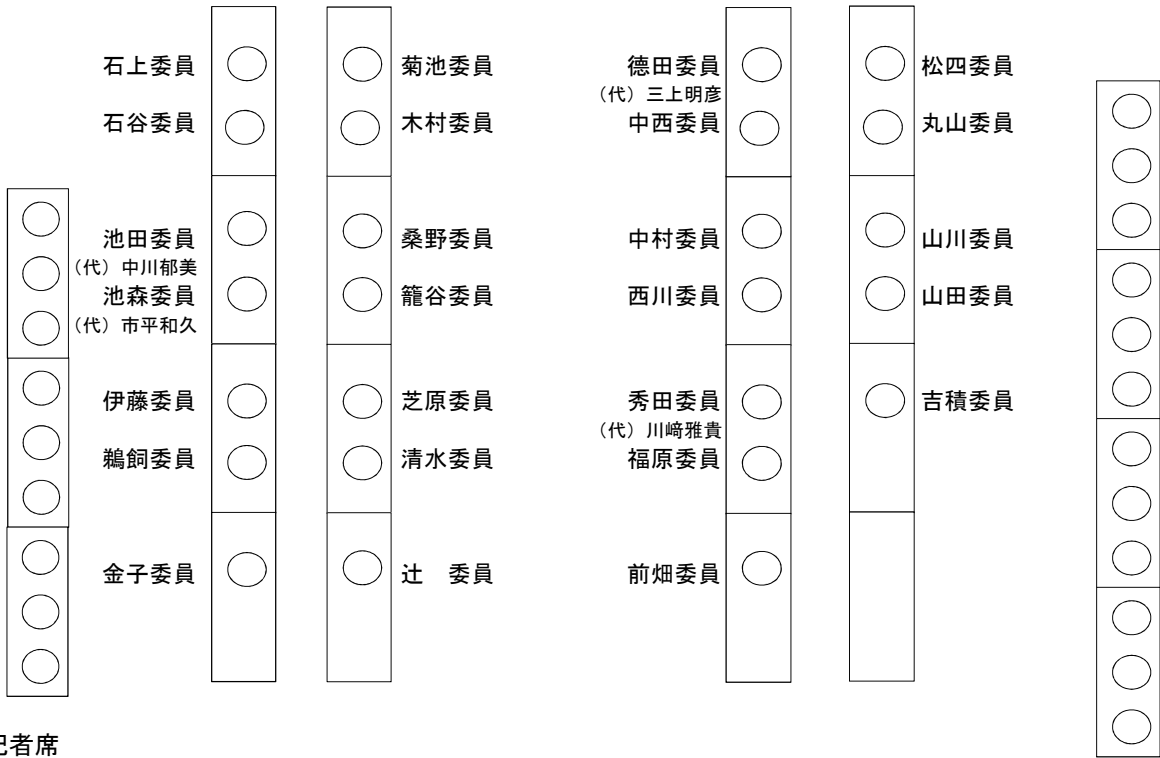 石上委員
石谷委員
池田委員
（代）中川郁美
池森委員
（代）市平和久
伊藤委員
鵜飼委員
金子委員
菊池委員
木村委員
桑野委員
籠谷委員
芝原委員
清水委員
辻　委員
德田委員
（代）三上明彦
中西委員
中村委員
西川委員
秀田委員
（代）川﨑雅貴
福原委員
前畑委員
松四委員
丸山委員
山川委員
山田委員
吉積委員
記者席